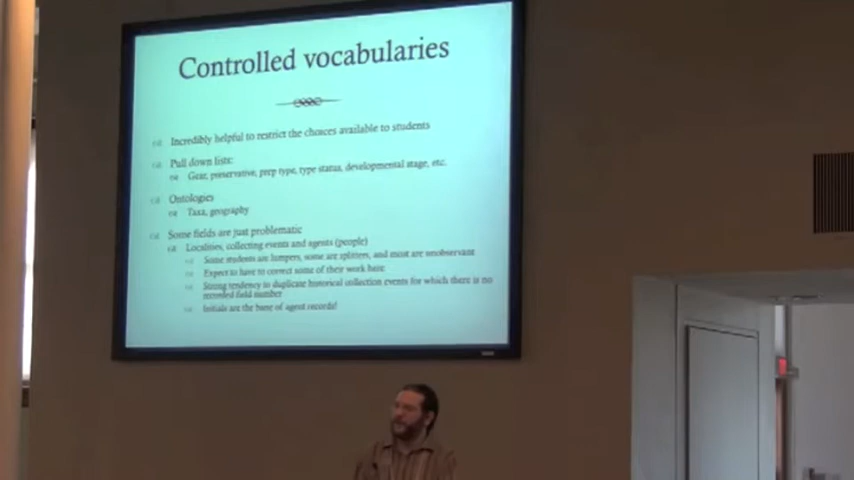 Controlled vocabularies
Incredibly helpful to restrict the choices available to students
Pull down lists:
Gear, preservative, prep type, type status, developmental stage, etc.
Ontologies
Taxa, geography
Some fields are just problematic
Localities, collecting events and agents (people)
Some students are lumpers, some are splitters, and most are unobservant
Expect to have to correct some of their work here
Strong tendency to duplicate historical collection events for which there is no
recorded field number
Initials are the bane of agent records!